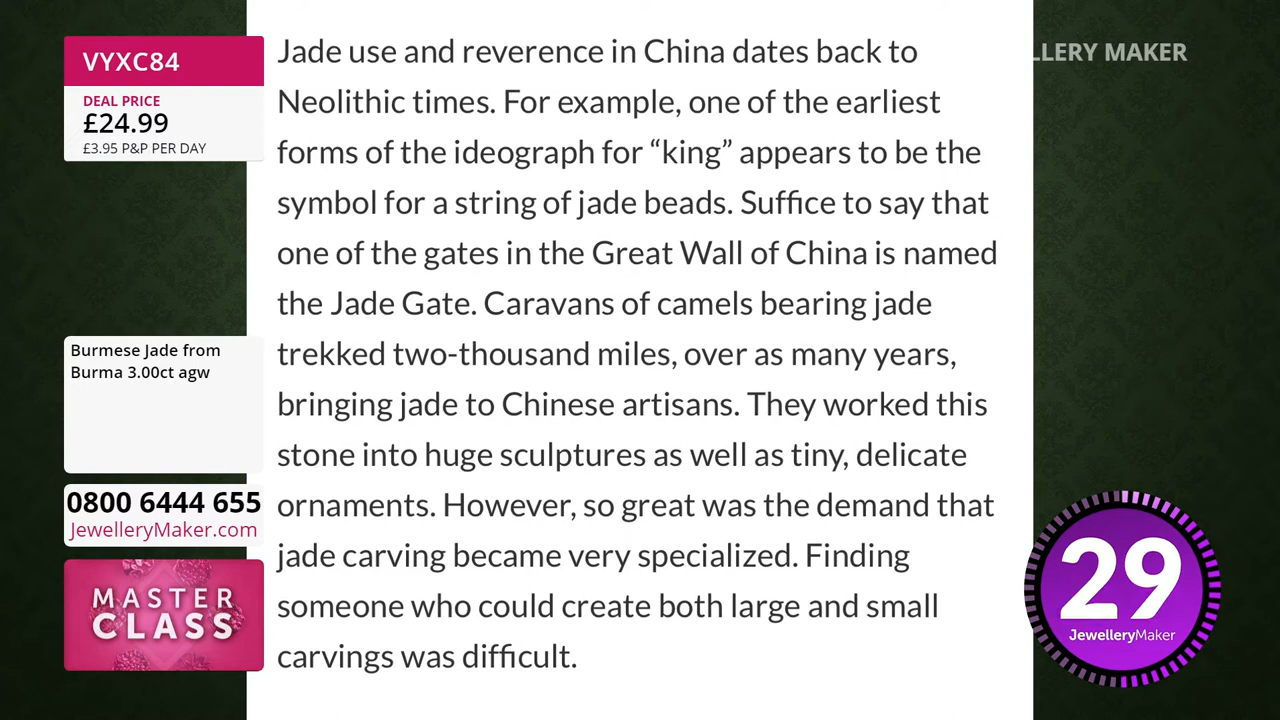 VYXC84
DEAL PRICE
£24.99
£3.95 P&P PER DAY
Burmese Jade from
Burma 3.00ct agw
0800 6444 655
JewelleryMaker.com
MASTER
CLASS
Jade use and reverence in China dates back to
Neolithic times. For example, one of the earliest
forms of the ideograph for “king” appears to be the
symbol for a string of jade beads. Suffice to say that
one of the gates in the Great Wall of China is named
the Jade Gate. Caravans of camels bearing jade
trekked two-thousand miles, over as many years,
bringing jade to Chinese artisans. They worked this
stone into huge sculptures as well as tiny, delicate
ornaments. However, so great was the demand that
jade carving became very specialized. Finding
someone who could create both large and small
carvings was difficult.
LLERY MAKER
29
JewelleryMaker